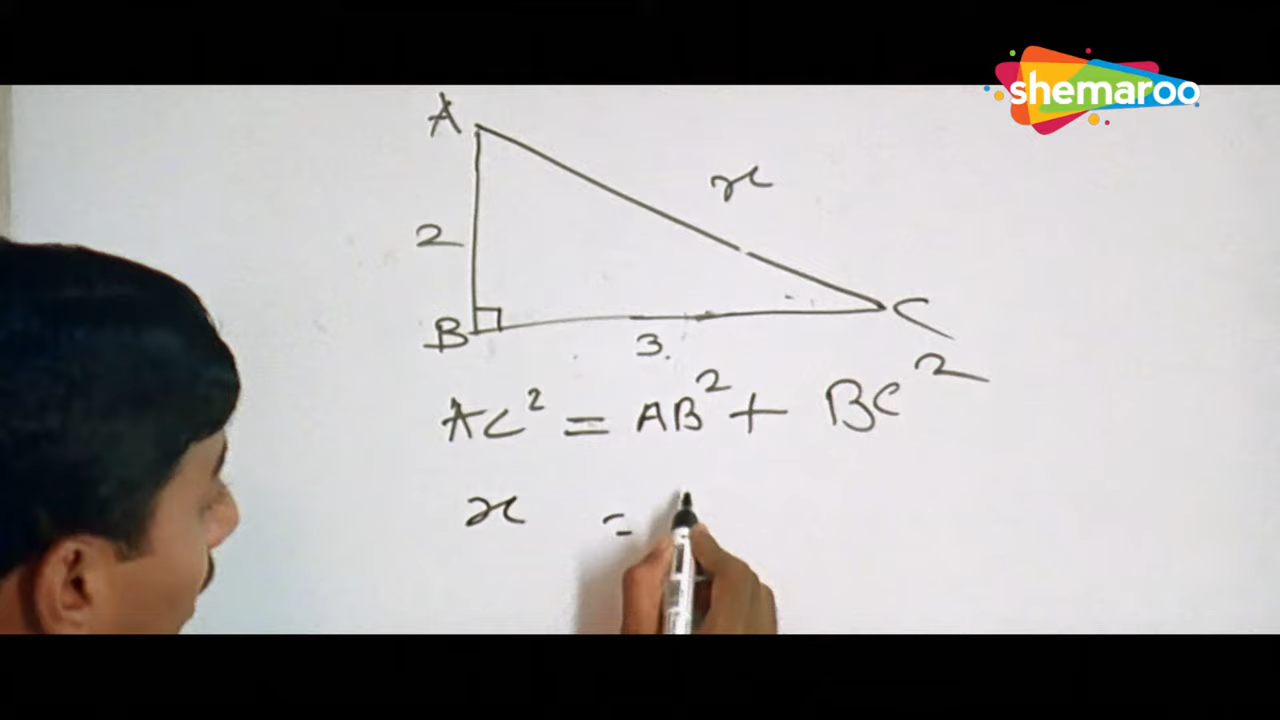 shemaroo
A
x
2
B
C
3.
AC² = AB² + BC²
x =